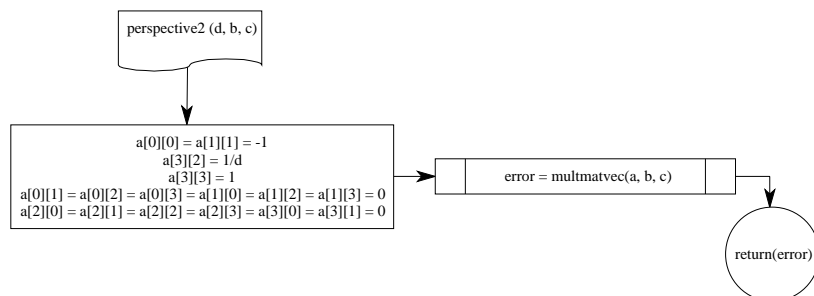 perspective2 (d, b, c)
a[0][0] = a[1][1] = -1
a[3][2] = 1/d
a[3][3] = 1
a[0][1] = a[0][2] = a[0][3] = a[1][0] = a[1][2] = a[1][3] = 0
a[2][0] = a[2][1] = a[2][2] = a[2][3] = a[3][0] = a[3][1] = 0
error = multmatvec(a, b, c)
return(error)